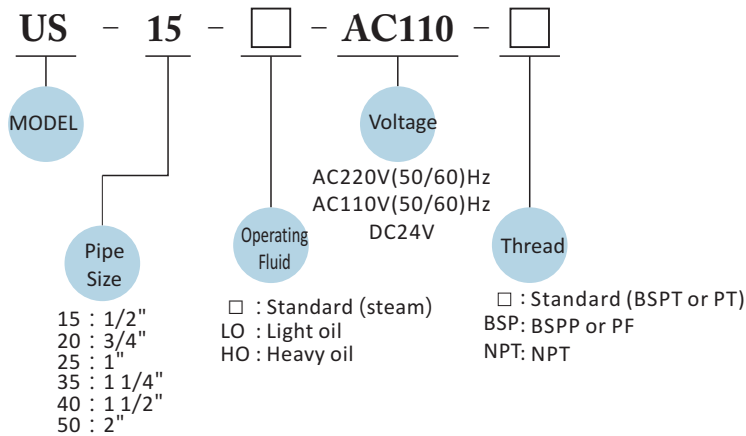 US - 15 - □ - AC110 - □
MODEL
Voltage
AC220V(50/60)Hz
AC110V(50/60)Hz
DC24V
Pipe
Size
15 : 1/2"
20 : 3/4"
25 : 1"
35 : 1 1/4"
40 : 1 1/2"
50 : 2"
Operating
Fluid
□ : Standard (steam)
LO : Light oil
HO : Heavy oil
Thread
□ : Standard (BSPT or PT)
BSP: BSPP or PF
NPT: NPT